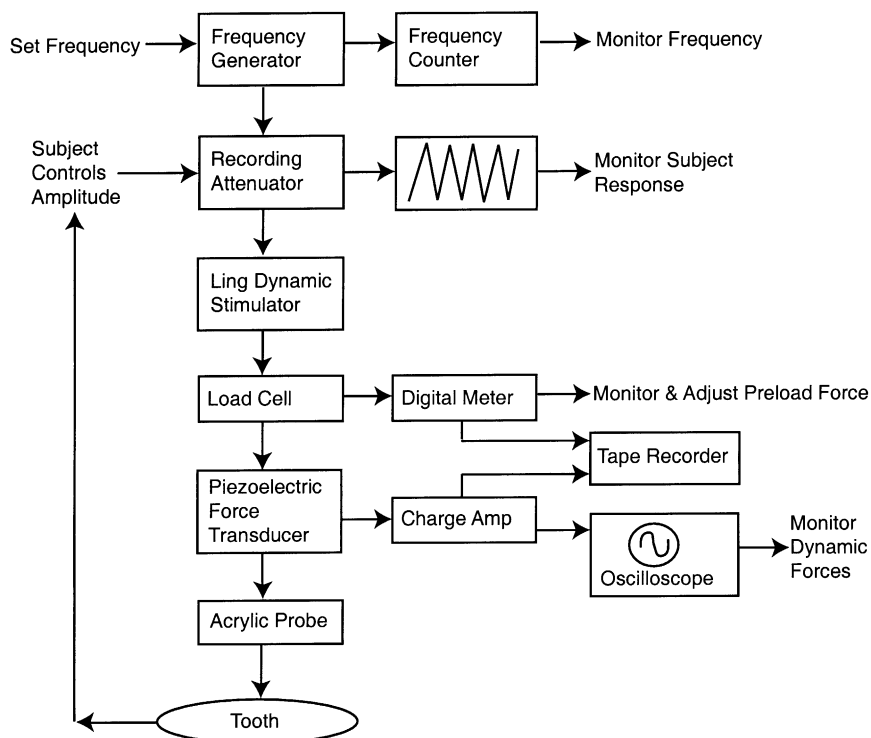 Set Frequency
Frequency
Generator
Frequency
Counter
Monitor Frequency
Subject
Controls
Amplitude
Recording
Attenuator
Monitor Subject
Response
Ling Dynamic
Stimulator
Load Cell
Digital Meter
Monitor & Adjust Preload Force
Tape Recorder
Piezoelectric
Force
Transducer
Charge Amp
Oscilloscope
Monitor
Dynamic
Forces
Acrylic Probe
Tooth